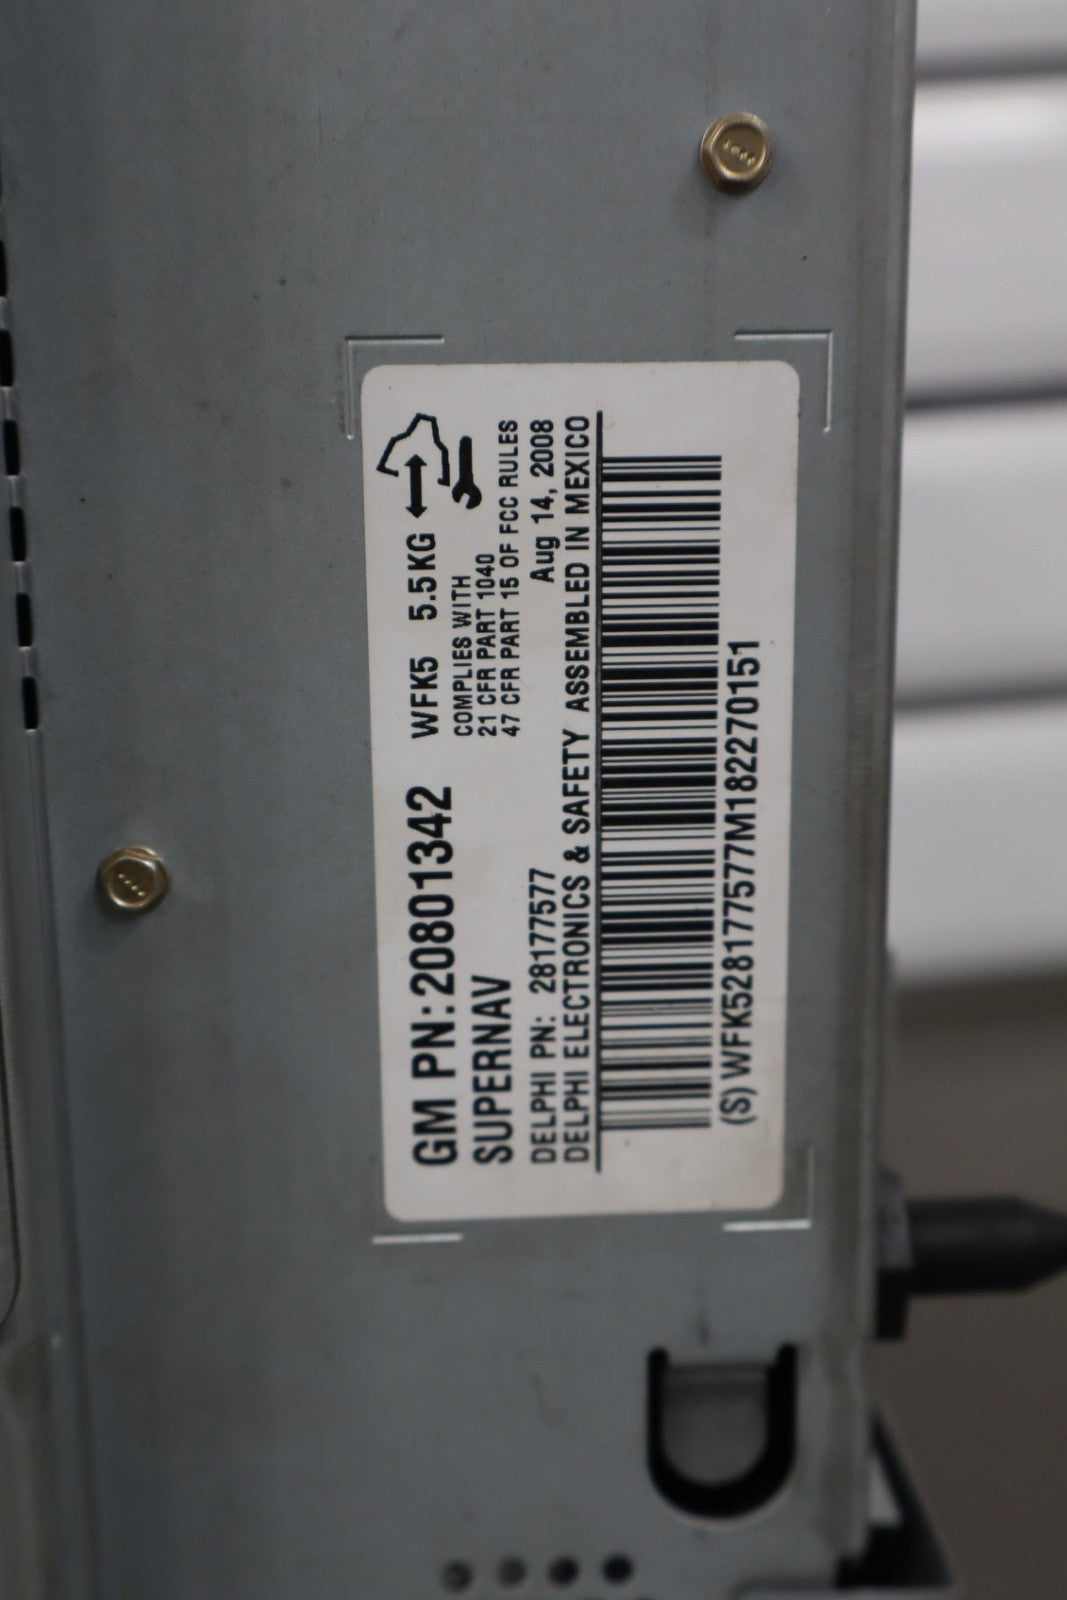 GM PN:20801342
WFK5 5.5KG
SUPERNAV
COMPLIES WITH
21 CFR PART 1040
47 CFR PART 15 OF FCC RULES
DELPHI PN: 28177577
Aug 14, 2008
DELPHI ELECTRONICS & SAFETY ASSEMBLED IN MEXICO
(S)WFK528177577M182270151